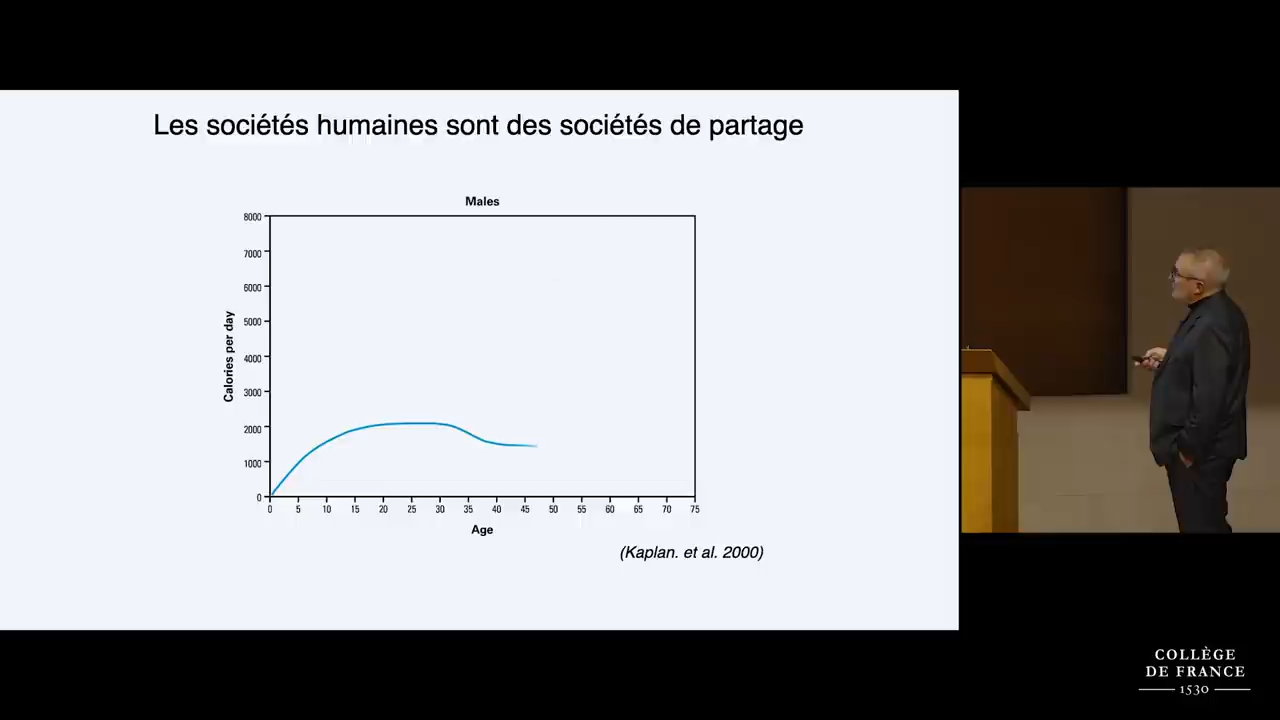 Les sociétés humaines sont des sociétés de partage
Males
8000
7000
6000
5000
4000
3000
2000
1000
0
Calories per day
0 5 10 15 20 25 30 35 40 45 50 55 60 65 70 75
Age
(Kaplan. et al. 2000)
COLLÈGE
DE FRANCE
1530